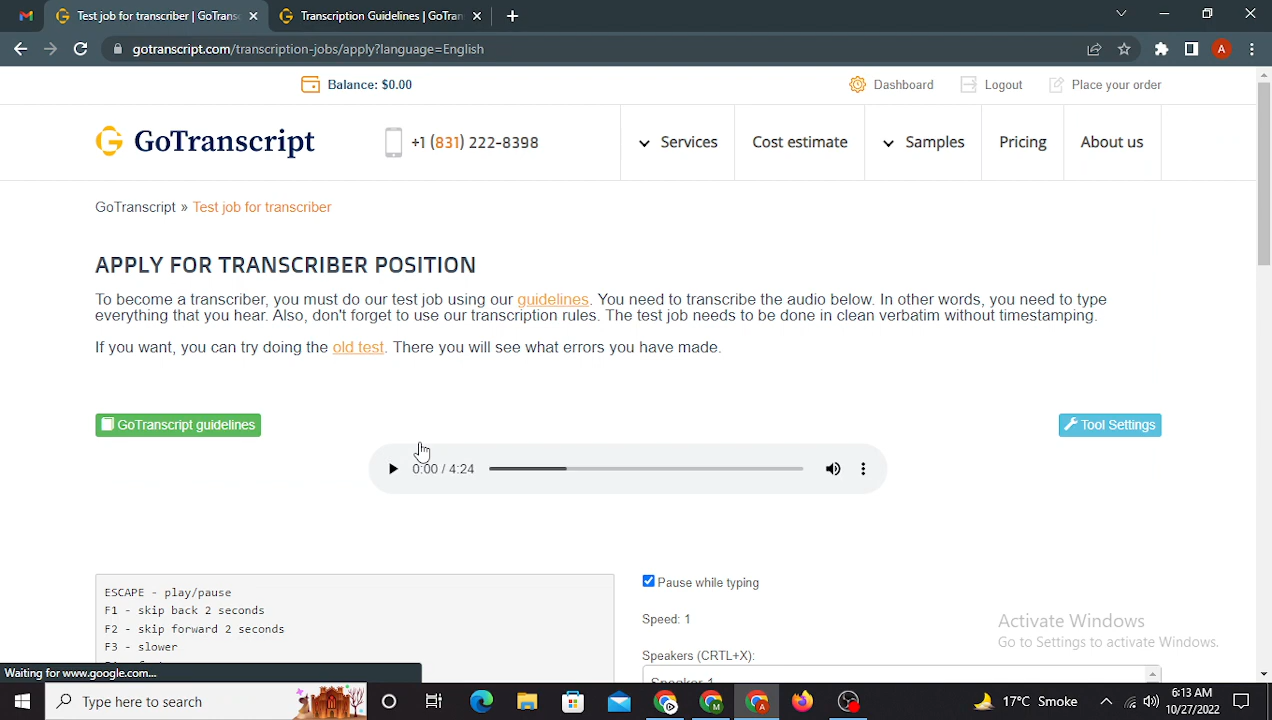 Test job for transcriber | GoTrans
Transcription Guidelines | GoTran
gotranscript.com/transcription-jobs/apply?language=English
A
Balance: $0.00
Dashboard
Logout
Place your order
GoTranscript
+1 (831) 222-8398
Services
Cost estimate
Samples
Pricing
About us
GoTranscript » Test job for transcriber
APPLY FOR TRANSCRIBER POSITION
To become a transcriber, you must do our test job using our guidelines. You need to transcribe the audio below. In other words, you need to type
everything that you hear. Also, don't forget to use our transcription rules. The test job needs to be done in clean verbatim without timestamping.
If you want, you can try doing the old test. There you will see what errors you have made.
GoTranscript guidelines
Tool Settings
0:00 / 4:24
ESCAPE - play/pause
F1 - skip back 2 seconds
F2 - skip forward 2 seconds
F3 - slower
Pause while typing
Speed: 1
Speakers (CRTL+X):
Speaker 1
Activate Windows
Go to Settings to activate Windows.
Waiting for www.google.com...
Type here to search
17°C Smoke
6:13 AM
10/27/2022